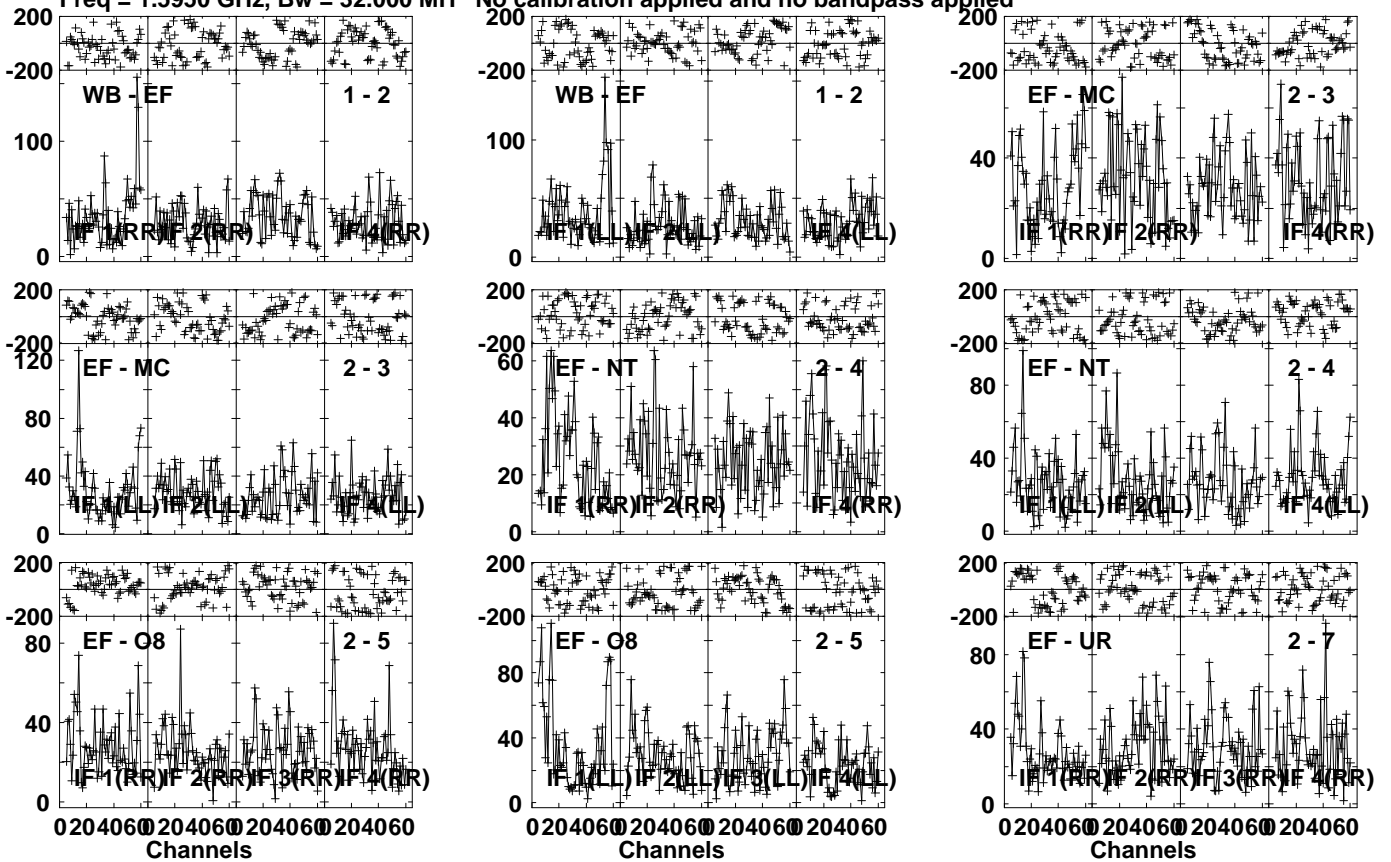 Freq = 1.5950 GHz, Bw = 32.000 MH No calibration applied and no bandpass applied
200
-200
WB - EF 1 - 2
100
0
IF 1(RR) IF 2(RR) IF 4(RR)
200
-200
WB - EF 1 - 2
100
0
IF 1(LL) IF 2(LL) IF 4(LL)
200
-200
EF - MC 2 - 3
40
0
IF 1(RR) IF 2(RR) IF 4(RR)
200
-200
120
EF - MC 2 - 3
80
40
0
IF 1(LL) IF 2(LL) IF 4(LL)
200
-200
60
EF - NT 2 - 4
40
20
0
IF 1(RR) IF 2(RR) IF 4(RR)
200
-200
EF - NT 2 - 4
80
40
0
IF 1(LL) IF 2(LL) IF 4(LL)
200
-200
EF - O8 2 - 5
80
40
0
IF 1(RR) IF 2(RR) IF 3(RR) IF 4(RR)
0 20 40 60 0 20 40 60 0 20 40 60 0 20 40 60
Channels
200
-200
EF - O8 2 - 5
80
40
0
IF 1(LL) IF 2(LL) IF 3(LL) IF 4(LL)
0 20 40 60 0 20 40 60 0 20 40 60 0 20 40 60
Channels
200
-200
EF - UR 2 - 7
80
40
0
IF 1(RR) IF 2(RR) IF 3(RR) IF 4(RR)
0 20 40 60 0 20 40 60 0 20 40 60 0 20 40 60
Channels